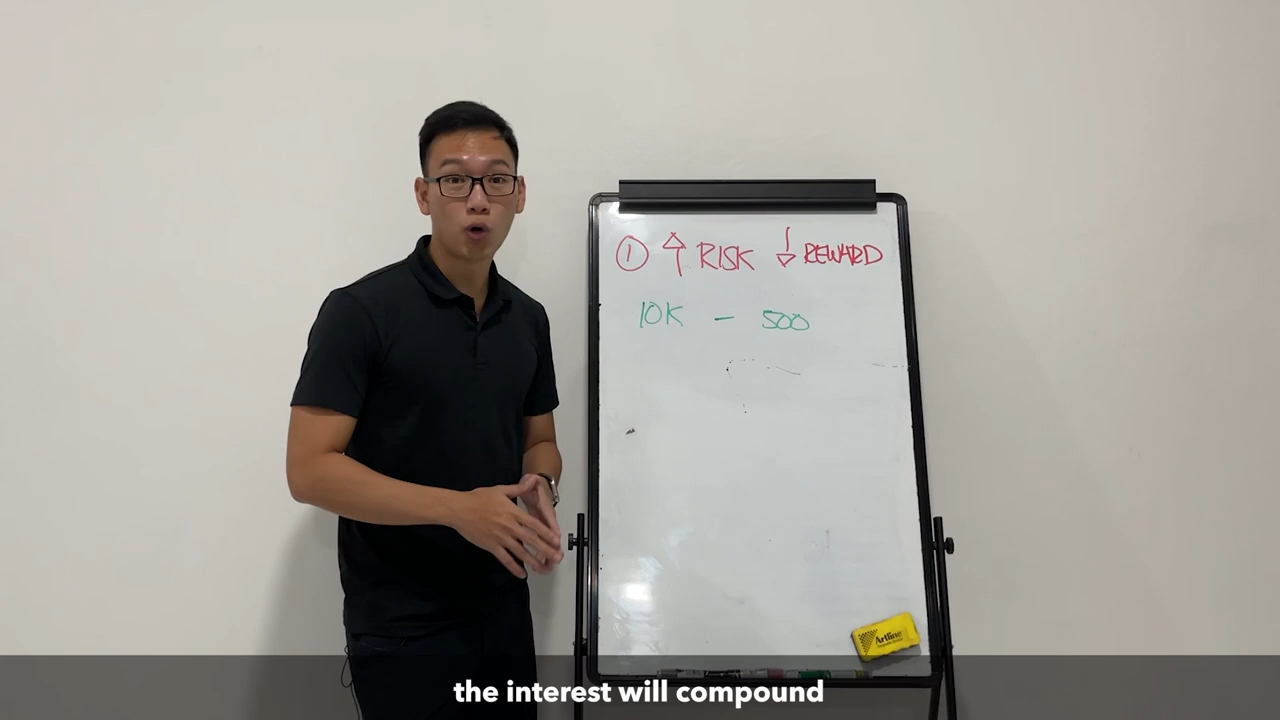 ① ↑ RISK ↓ REWARD
10K - 500
Artline
the interest will compound